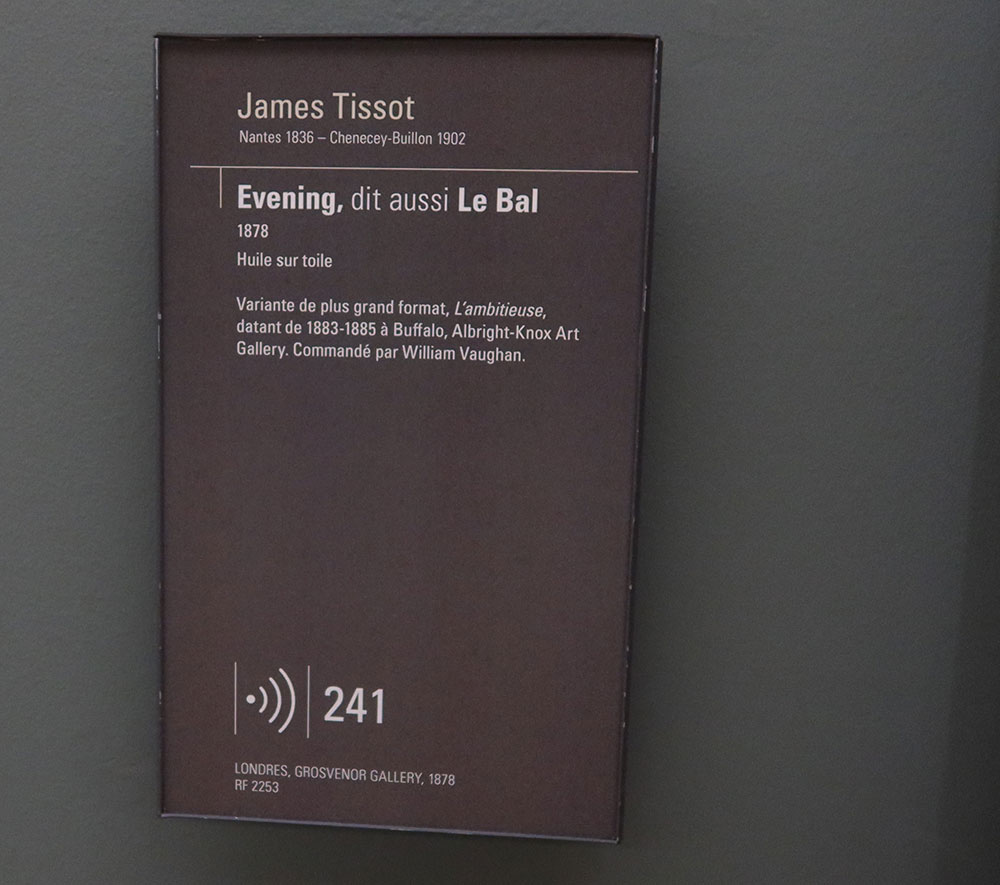 James Tissot
Nantes 1836 – Chenecey-Buillon 1902
Evening, dit aussi Le Bal
1878
Huile sur toile
Variante de plus grand format, L'ambitieuse,
datant de 1883-1885 à Buffalo, Albright-Knox Art
Gallery. Commandé par William Vaughan.
241
LONDRES, GROSVENOR GALLERY, 1878
RF 2253